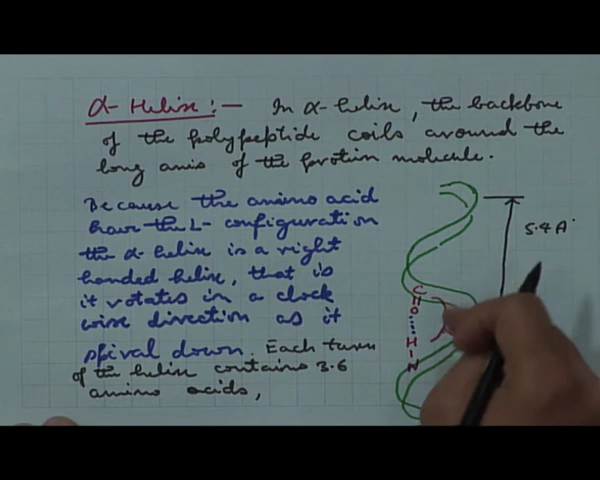 α- Helix :— In α-helix, the backbone
of the polypeptide coils around the
long axis of the protein molecule.
Because the amino acid
have the L- configuration
the α-helix is a right
handed helix, that is
it rotates in a clock
wise direction as it
spiral down. Each turn
of the helix contains 3.6
amino acids,
5.4 A°
C
O
H
N